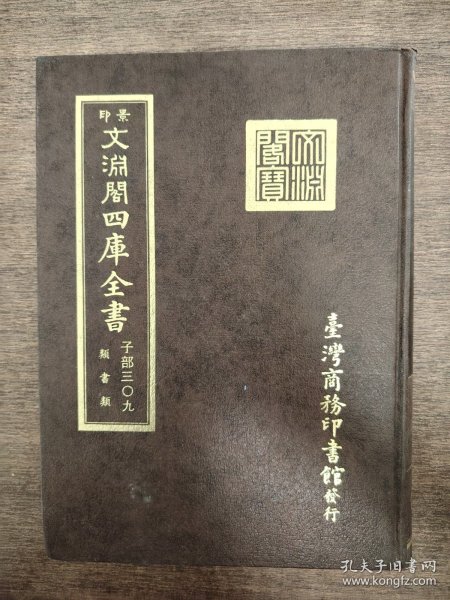 景印
文淵閣四庫全書
子部三〇九
類書類
文淵閣寶
臺灣商務印書館發行
孔夫子旧书网
www.kongfz.com